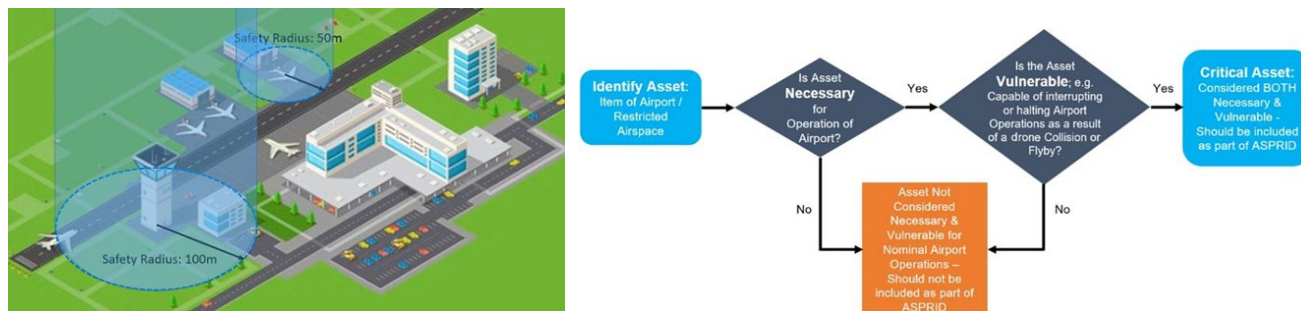 Safety Radius: 50m
Safety Radius: 100m
Identify Asset:
Item of Airport /
Restricted
Airspace
Is Asset
Necessary
for
Operation of
Airport?
Yes
Is the Asset
Vulnerable; e.g.
Capable of interrupting
or halting Airport
Operations as a result
of a drone Collision or
Flyby?
Yes
Critical Asset:
Considered BOTH
Necessary &
Vulnerable -
Should be included
as part of ASPRID
No
Asset Not
Considered
Necessary &
Vulnerable for
Nominal Airport
Operations –
Should not be
included as part of
ASPRID
No